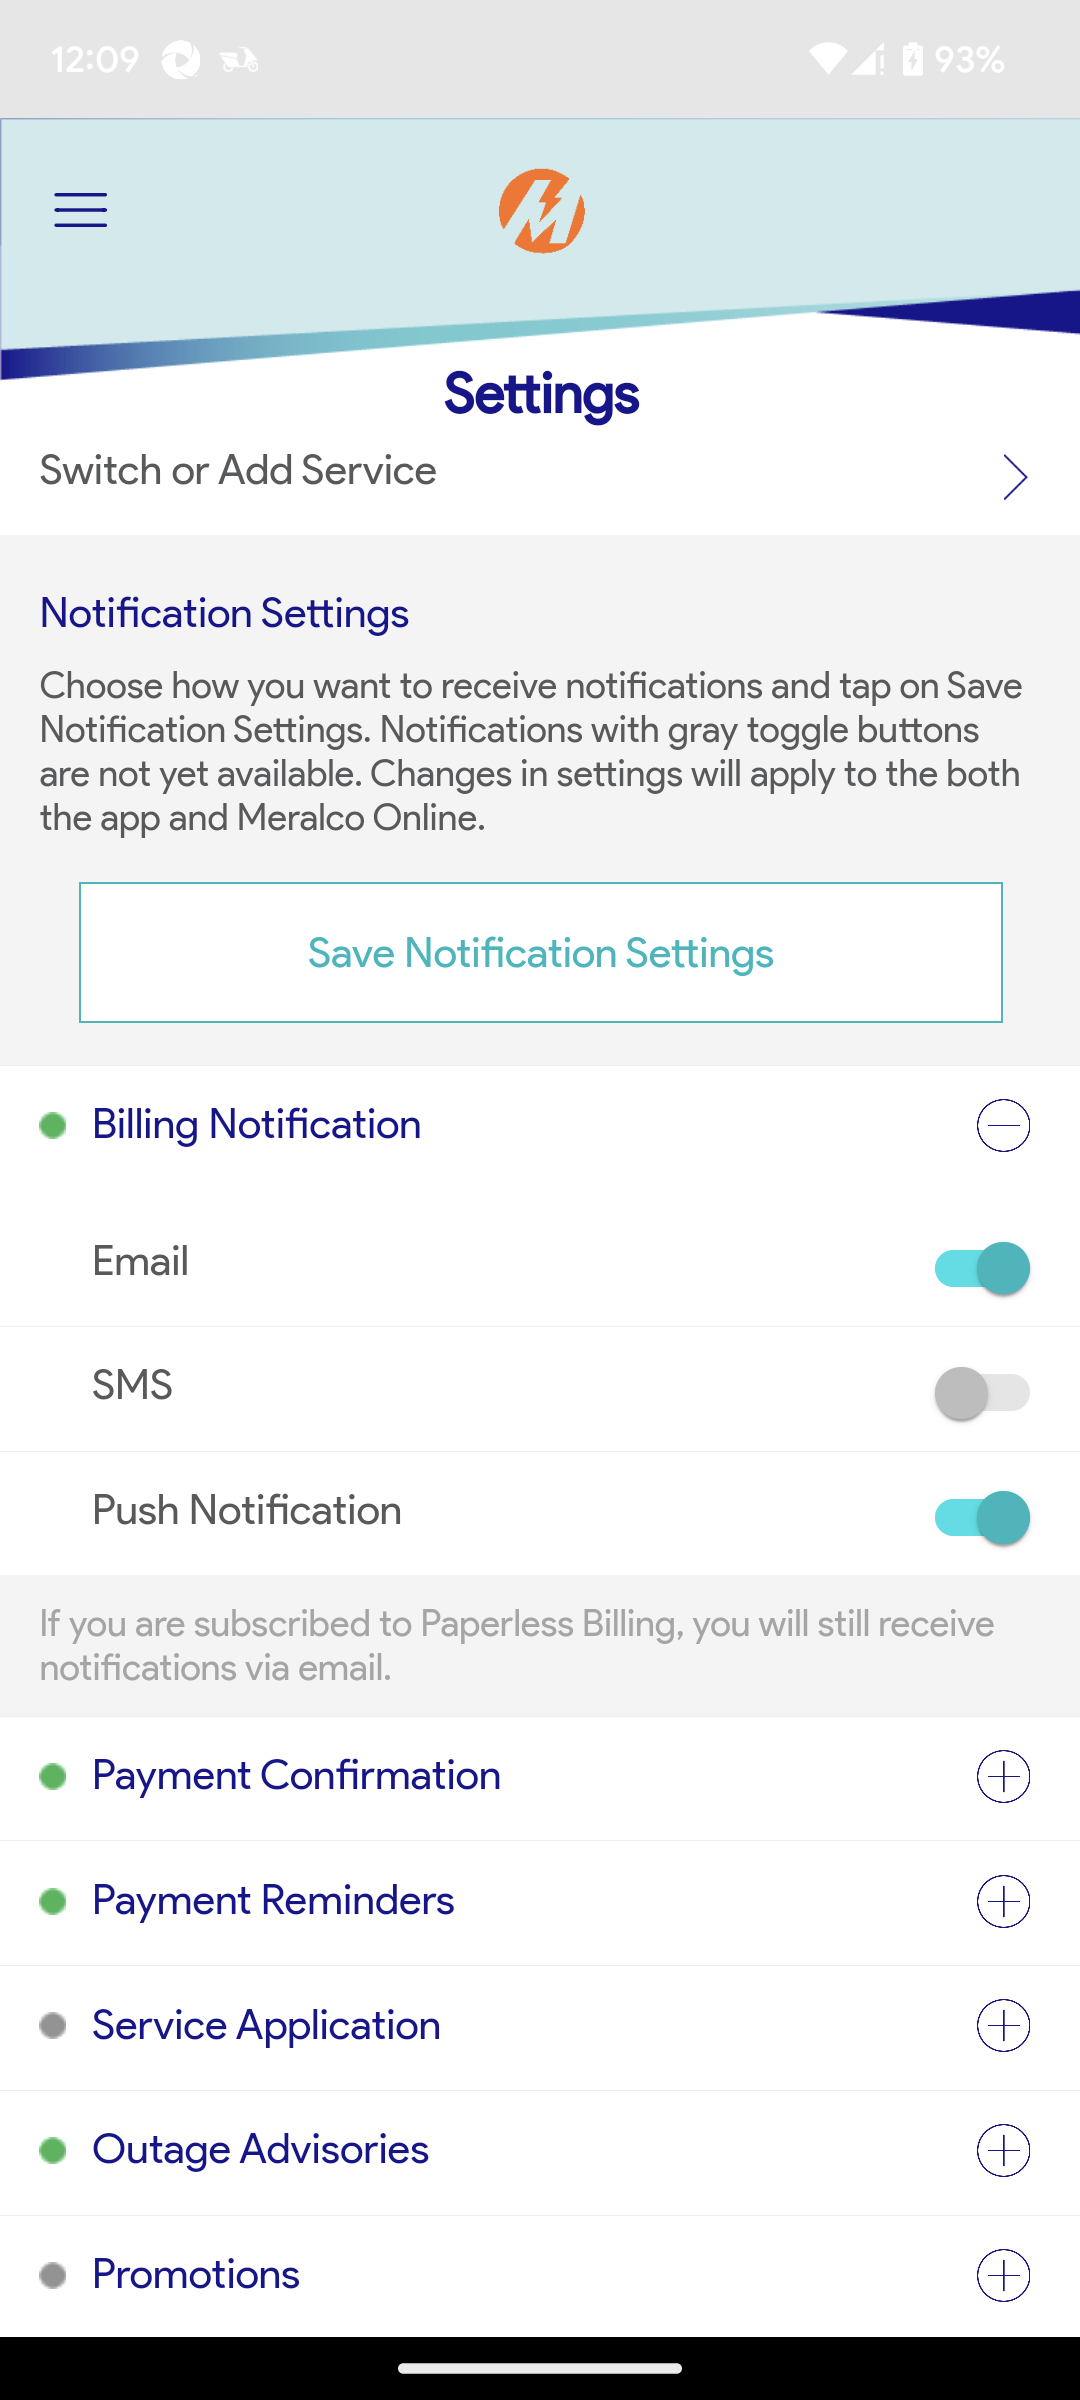 12:09
93%
Settings
Switch or Add Service
Notification Settings
Choose how you want to receive notifications and tap on Save
Notification Settings. Notifications with gray toggle buttons
are not yet available. Changes in settings will apply to the both
the app and Meralco Online.
Save Notification Settings
Billing Notification
Email
SMS
Push Notification
If you are subscribed to Paperless Billing, you will still receive
notifications via email.
Payment Confirmation
Payment Reminders
Service Application
Outage Advisories
Promotions